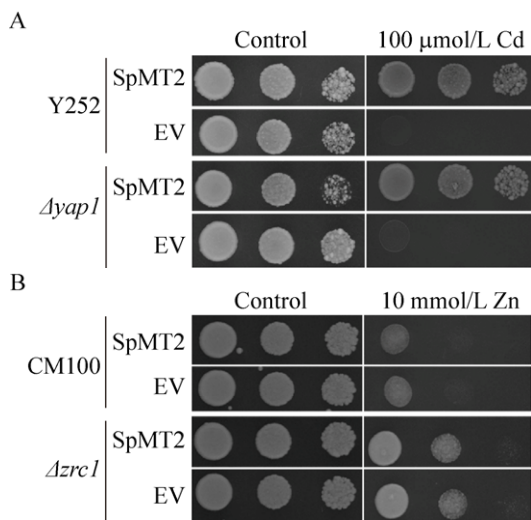 A
Control 100 μmol/L Cd
Y252
SpMT2
EV
Δyap1
SpMT2
EV
B
Control 10 mmol/L Zn
CM100
SpMT2
EV
Δzrc1
SpMT2
EV